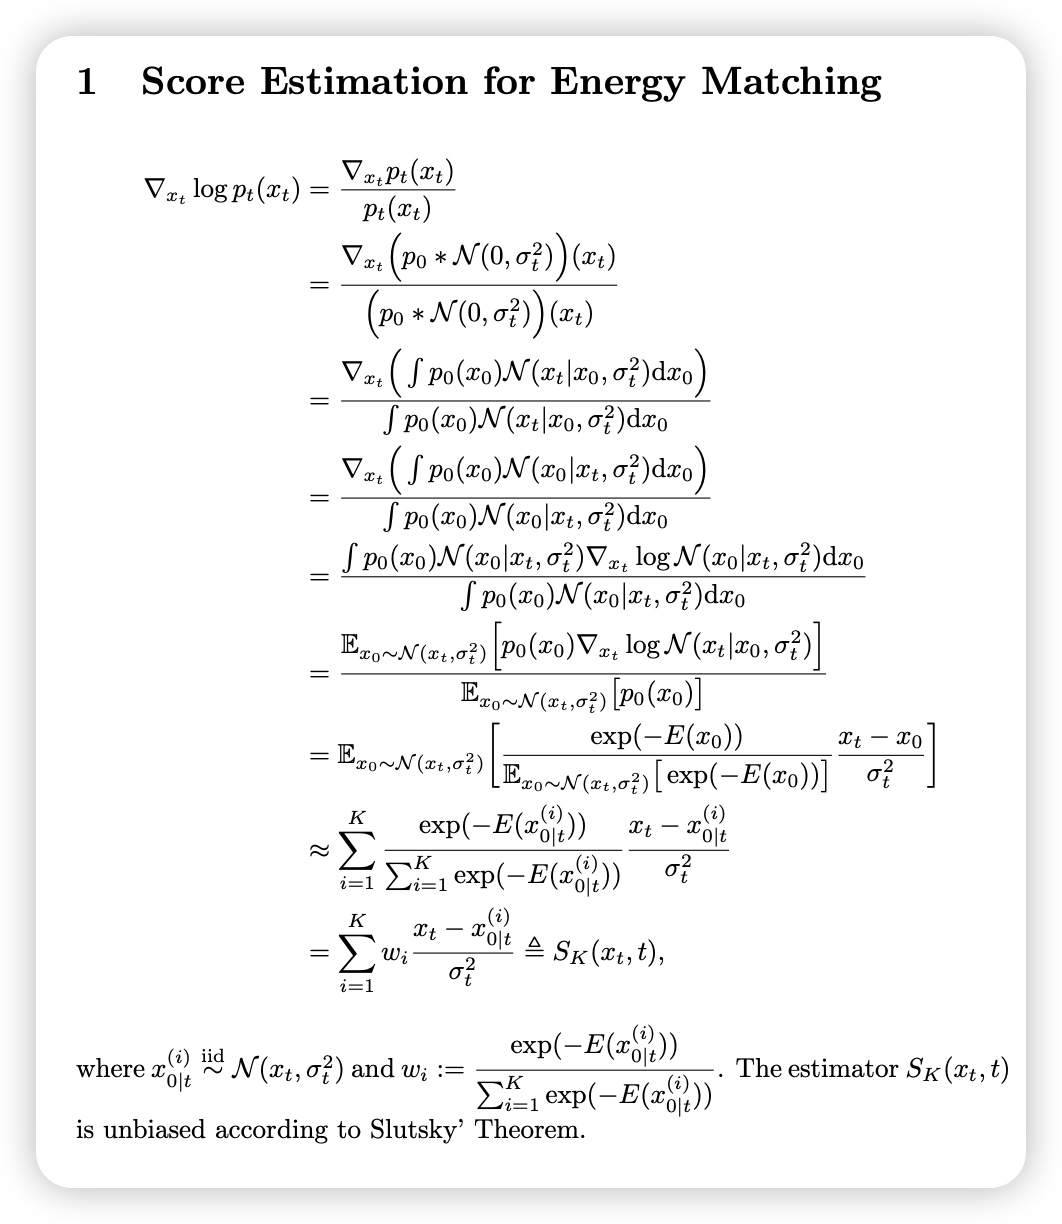 1 Score Estimation for Energy Matching
$\nabla_{x_t} \log p_t(x_t) = \frac{\nabla_{x_t} p_t(x_t)}{p_t(x_t)}$
$= \frac{\nabla_{x_t} \Big( p_0 * \mathcal{N}(0, \sigma_t^2) \Big)(x_t)}{\Big( p_0 * \mathcal{N}(0, \sigma_t^2) \Big)(x_t)}$
$= \frac{\nabla_{x_t} \Big( \int p_0(x_0) \mathcal{N}(x_t|x_0, \sigma_t^2) \mathrm{d}x_0 \Big)}{\int p_0(x_0) \mathcal{N}(x_t|x_0, \sigma_t^2) \mathrm{d}x_0}$
$= \frac{\nabla_{x_t} \Big( \int p_0(x_0) \mathcal{N}(x_0|x_t, \sigma_t^2) \mathrm{d}x_0 \Big)}{\int p_0(x_0) \mathcal{N}(x_0|x_t, \sigma_t^2) \mathrm{d}x_0}$
$= \frac{\int p_0(x_0) \mathcal{N}(x_0|x_t, \sigma_t^2) \nabla_{x_t} \log \mathcal{N}(x_0|x_t, \sigma_t^2) \mathrm{d}x_0}{\int p_0(x_0) \mathcal{N}(x_0|x_t, \sigma_t^2) \mathrm{d}x_0}$
$= \frac{\mathbb{E}_{x_0 \sim \mathcal{N}(x_t, \sigma_t^2)} \Big[ p_0(x_0) \nabla_{x_t} \log \mathcal{N}(x_t|x_0, \sigma_t^2) \Big]}{\mathbb{E}_{x_0 \sim \mathcal{N}(x_t, \sigma_t^2)} [p_0(x_0)]}$
$= \mathbb{E}_{x_0 \sim \mathcal{N}(x_t, \sigma_t^2)} \left[ \frac{\exp(-E(x_0))}{\mathbb{E}_{x_0 \sim \mathcal{N}(x_t, \sigma_t^2)} [\exp(-E(x_0))]} \frac{x_t - x_0}{\sigma_t^2} \right]$
$\approx \sum_{i=1}^{K} \frac{\exp(-E(x_{0|t}^{(i)}))}{\sum_{i=1}^{K} \exp(-E(x_{0|t}^{(i)}))} \frac{x_t - x_{0|t}^{(i)}}{\sigma_t^2}$
$= \sum_{i=1}^{K} w_i \frac{x_t - x_{0|t}^{(i)}}{\sigma_t^2} \triangleq S_K(x_t, t),$
where $x_{0|t}^{(i)} \overset{\text{iid}}{\sim} \mathcal{N}(x_t, \sigma_t^2)$ and $w_i := \frac{\exp(-E(x_{0|t}^{(i)}))}{\sum_{i=1}^{K} \exp(-E(x_{0|t}^{(i)}))}$. The estimator $S_K(x_t, t)$
is unbiased according to Slutsky' Theorem.